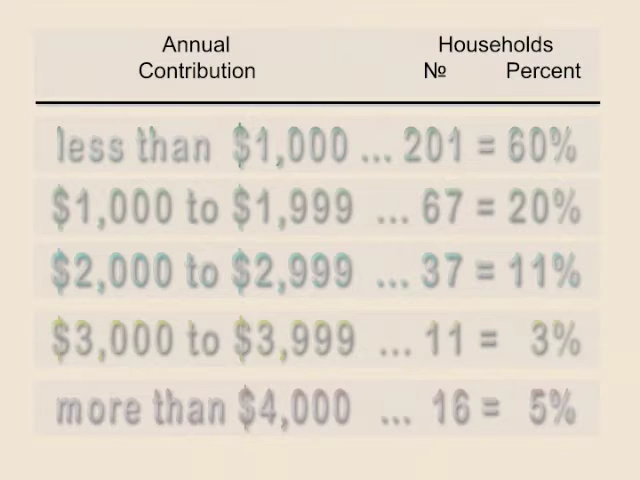 Annual Households
Contribution № Percent
less than $1,000 ... 201 = 60%
$1,000 to $1,999 ... 67 = 20%
$2,000 to $2,999 ... 37 = 11%
$3,000 to $3,999 ... 11 = 3%
more than $4,000 ... 16 = 5%